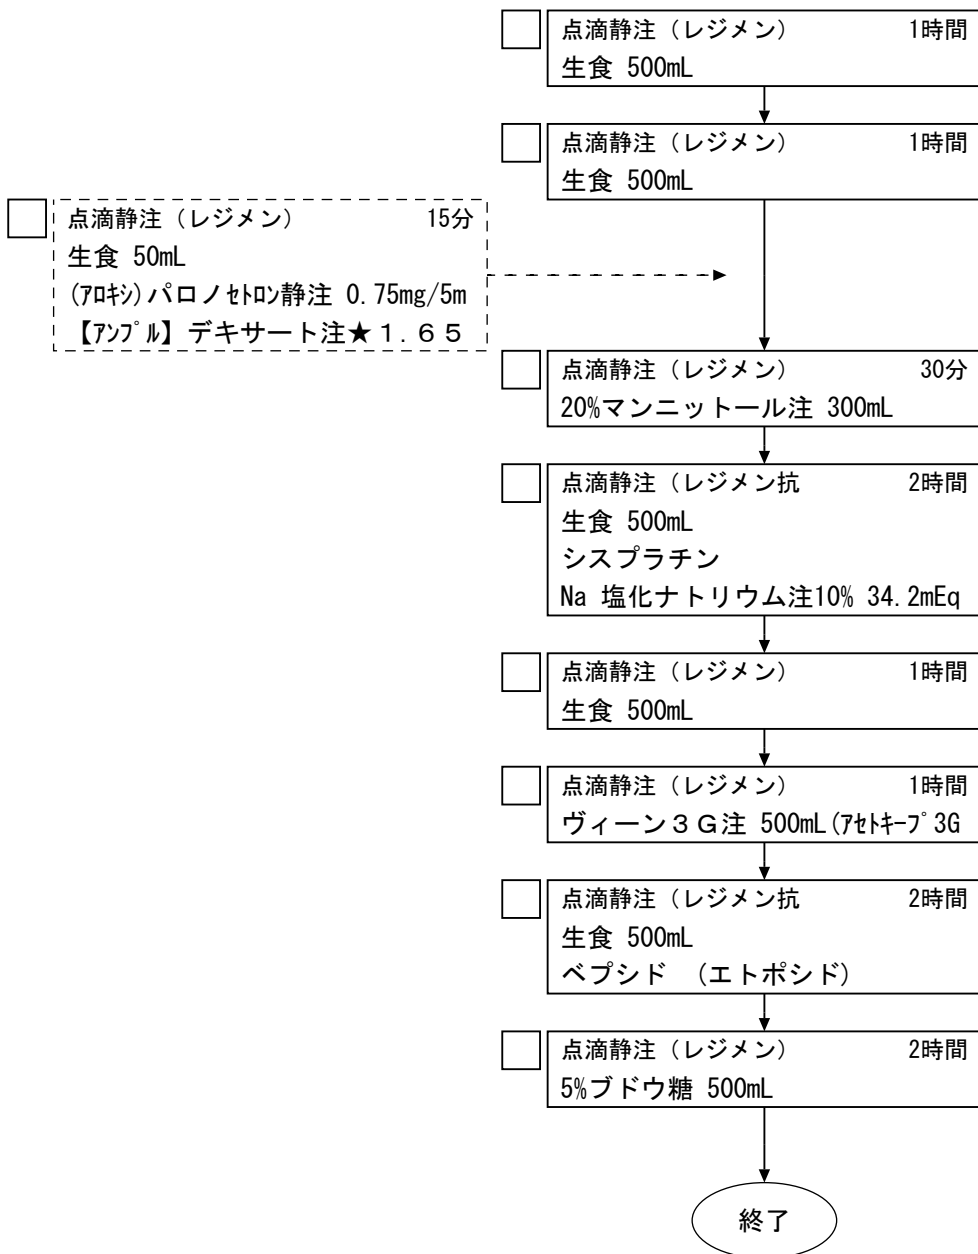 点滴静注（レジメン） 1時間
生食 500mL
点滴静注（レジメン） 1時間
生食 500mL
点滴静注（レジメン） 15分
生食 50mL
(ｱﾛｷｼ)パロノｾﾄﾛﾝ静注 0.75mg/5m
【ｱﾝﾌﾟﾙ】デキサート注★１.６５
点滴静注（レジメン） 30分
20%マンニットール注 300mL
点滴静注（レジメン抗 2時間
生食 500mL
シスプラチン
Na 塩化ナトリウム注10% 34.2mEq
点滴静注（レジメン） 1時間
生食 500mL
点滴静注（レジメン） 1時間
ヴィーン３Ｇ注 500mL(ｱｾﾄｷｰﾌﾟ3G
点滴静注（レジメン抗 2時間
生食 500mL
ベプシド （エトポシド）
点滴静注（レジメン） 2時間
5%ブドウ糖 500mL
終了